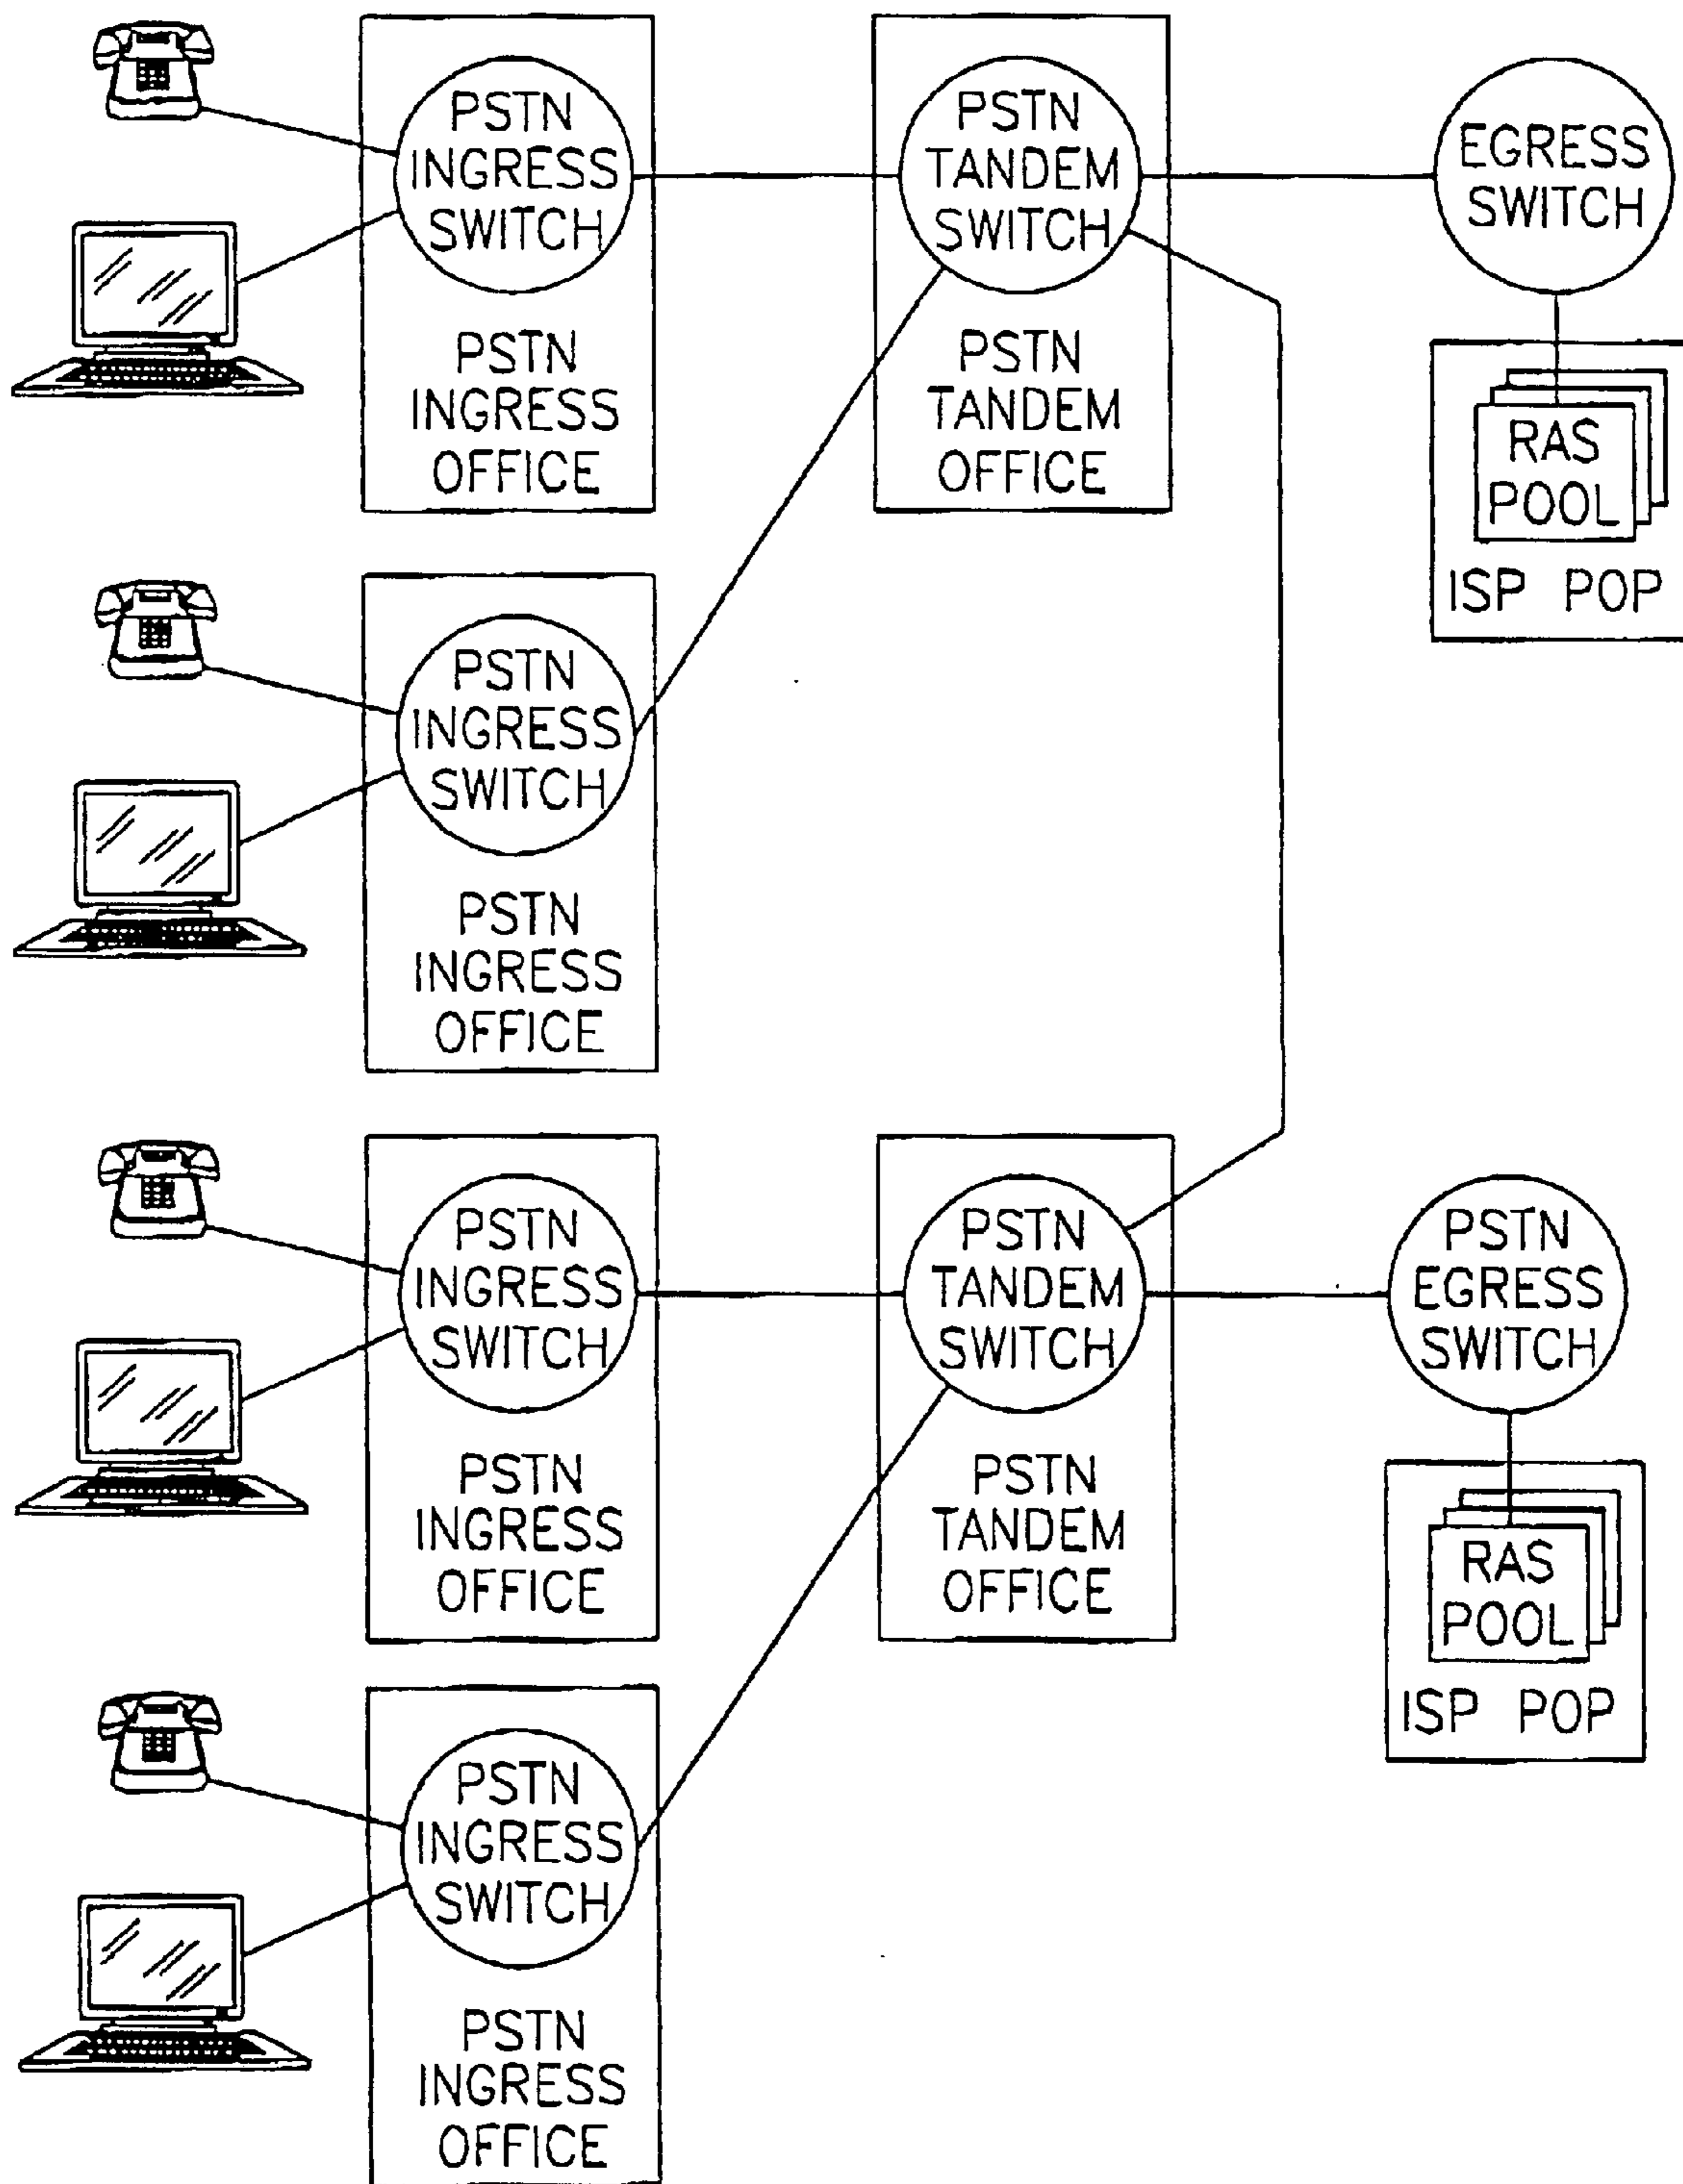 PSTN
INGRESS
SWITCH
PSTN
INGRESS
OFFICE
PSTN
TANDEM
SWITCH
PSTN
TANDEM
OFFICE
EGRESS
SWITCH
RAS
POOL
ISP POP
PSTN
INGRESS
SWITCH
PSTN
INGRESS
OFFICE
PSTN
INGRESS
SWITCH
PSTN
INGRESS
OFFICE
PSTN
TANDEM
SWITCH
PSTN
TANDEM
OFFICE
PSTN
EGRESS
SWITCH
RAS
POOL
ISP POP
PSTN
INGRESS
SWITCH
PSTN
INGRESS
OFFICE